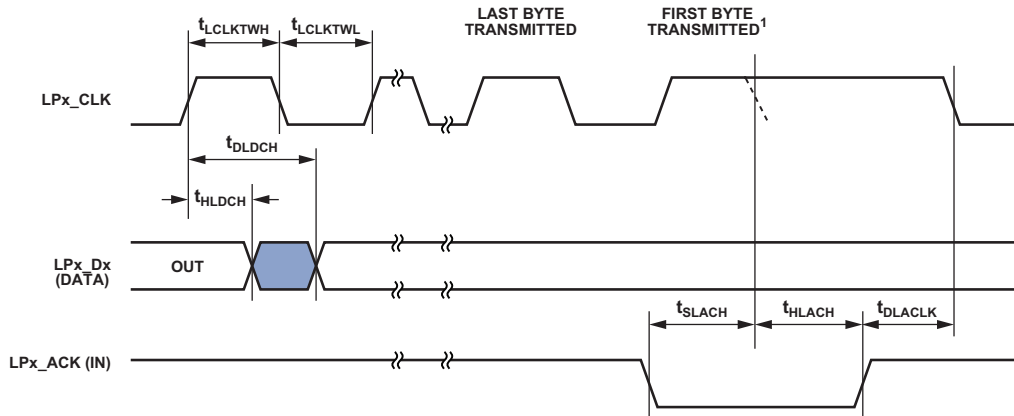 LAST BYTE
TRANSMITTED
FIRST BYTE
TRANSMITTED1
tLCLKTWH
tLCLKTWL
LPx_CLK
tDLDCH
tHLDCH
LPx_Dx
(DATA)
OUT
tSLACH
tHLACH
tDLACLK
LPx_ACK (IN)